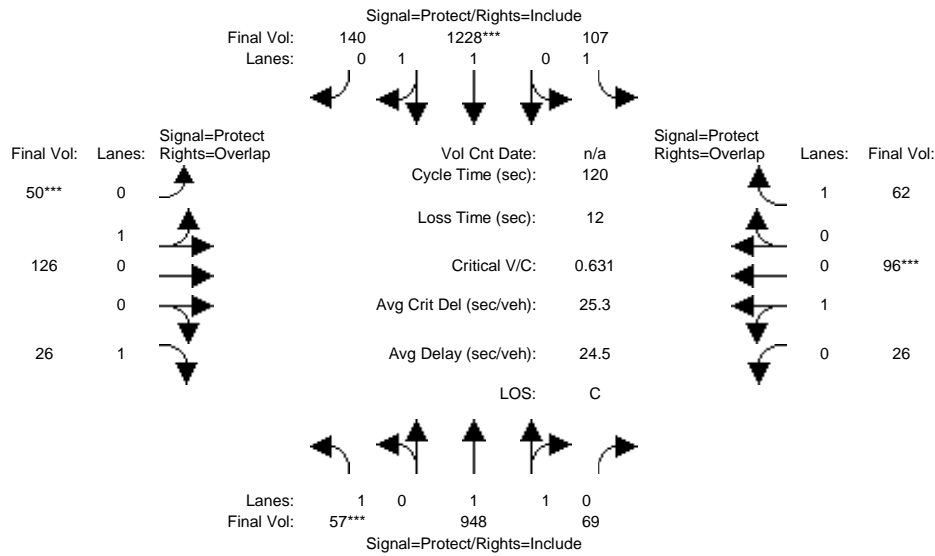 Signal=Protect/Rights=Include
Final Vol: 140 1228*** 107
Lanes: 0 1 1 0 1
Signal=Protect
Final Vol: Lanes: Rights=Overlap
Vol Cnt Date: n/a
Signal=Protect
Rights=Overlap Lanes: Final Vol:
Cycle Time (sec): 120
50*** 0
1 62
Loss Time (sec): 12
1
0
126 0
Critical V/C: 0.631
0 96***
0
Avg Crit Del (sec/veh): 25.3
1
26 1
Avg Delay (sec/veh): 24.5
0 26
LOS: C
Lanes: 1 0 1 1 0
Final Vol: 57*** 948 69
Signal=Protect/Rights=Include